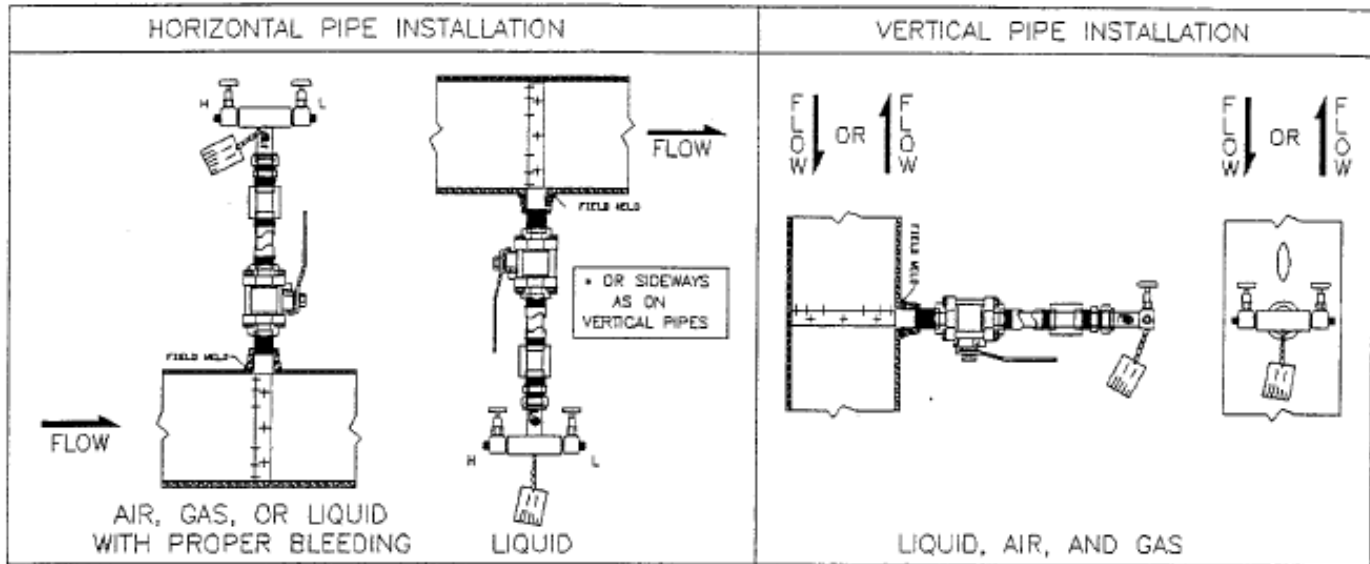 HORIZONTAL PIPE INSTALLATION
H
L
FIELD WELD
FLOW
AIR, GAS, OR LIQUID
WITH PROPER BLEEDING
FLOW
FIELD WELD
* OR SIDEWAYS
AS ON
VERTICAL PIPES
H
L
LIQUID
VERTICAL PIPE INSTALLATION
FLOW
OR
FLOW
FIELD WELD
FLOW
OR
FLOW
LIQUID, AIR, AND GAS